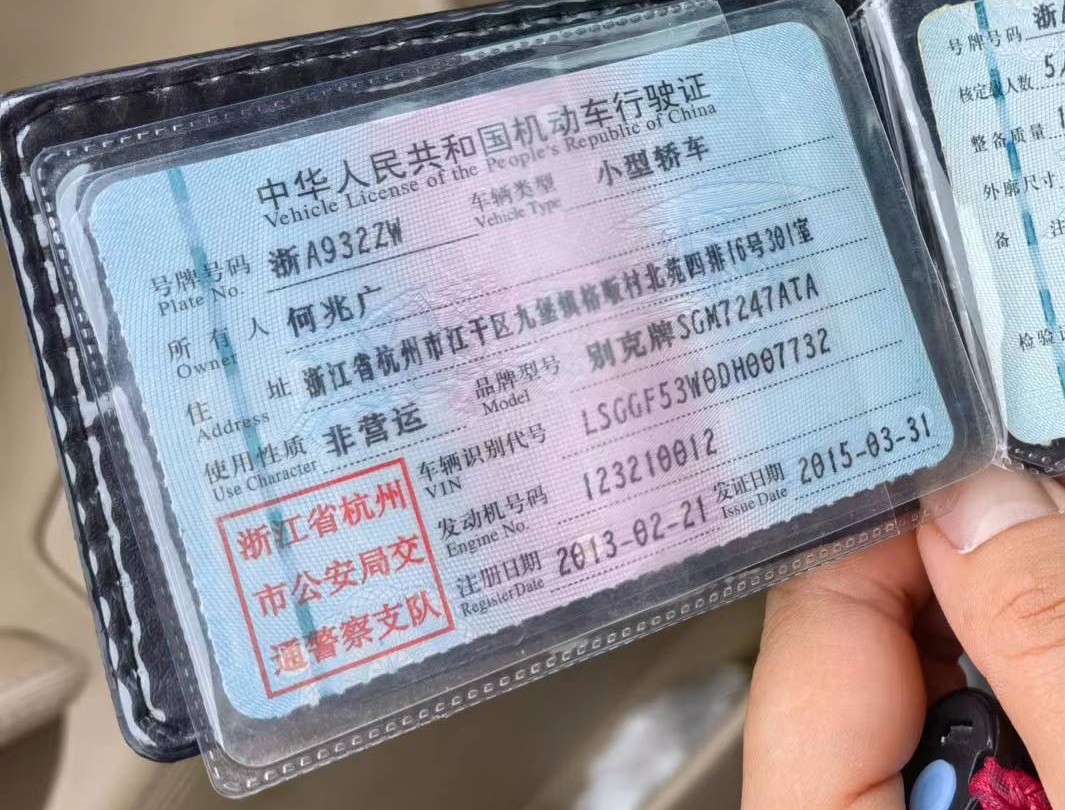 中华人民共和国机动车行驶证
Vehicle License of the People's Republic of China
号牌号码 浙A932ZW 车辆类型 小型轿车
Plate No. Vehicle Type
所有人 何兆广
Owner
住址 浙江省杭州市江干区九堡镇格畈村北苑四排16号301室
Address
使用性质 非营运 品牌型号 别克牌SGM7247ATA
Use Character Model
车辆识别代号 LSGGF53W0DH007732
VIN
发动机号码 123210012
Engine No.
注册日期 2013-02-21 发证日期 2015-03-31
Register Date Issue Date
浙江省杭州
市公安局交
通警察支队
号牌号码 浙
核定载人数 5
整备质量
外廓尺寸
备注
检验